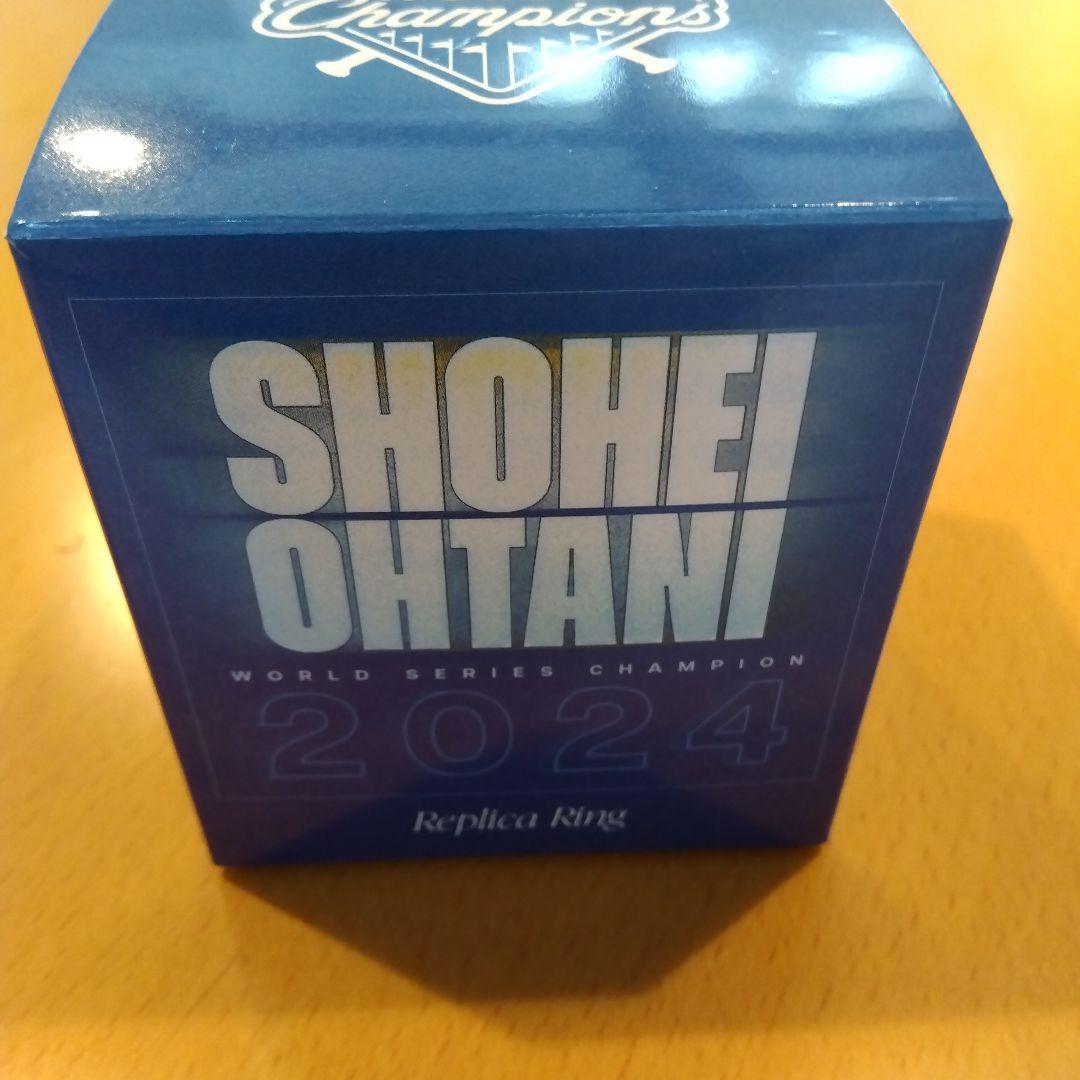 Champions
SHOHEI
OHTANI
WORLD SERIES CHAMPION
2024
Replica Ring